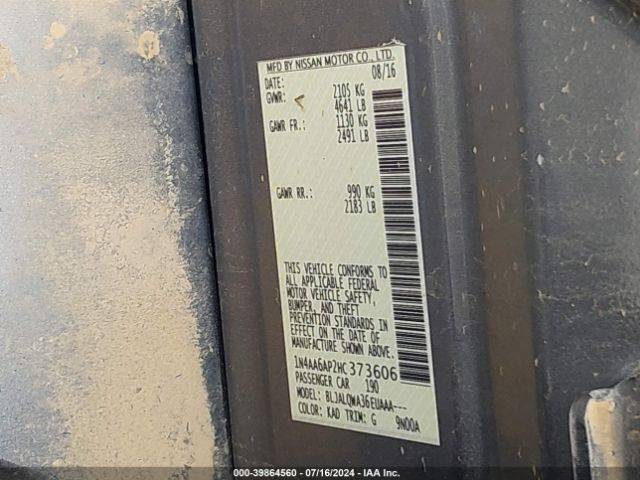 MFD BY NISSAN MOTOR CO., LTD.
DATE: 08/16
GVWR: 2105 KG
4641 LB
GAWR FR.: 1130 KG
2491 LB
GAWR RR.: 990 KG
2183 LB
THIS VEHICLE CONFORMS TO
ALL APPLICABLE FEDERAL
MOTOR VEHICLE SAFETY,
BUMPER, AND THEFT
PREVENTION STANDARDS IN
EFFECT ON THE DATE OF
MANUFACTURE SHOWN ABOVE.
1N4AA6AP2HC373606
PASSENGER CAR 190
MODEL: BLJALQWA36EUAAA---
COLOR: KAD TRIM: G 9N00A
000-39864560 - 07/16/2024 - IAA Inc.